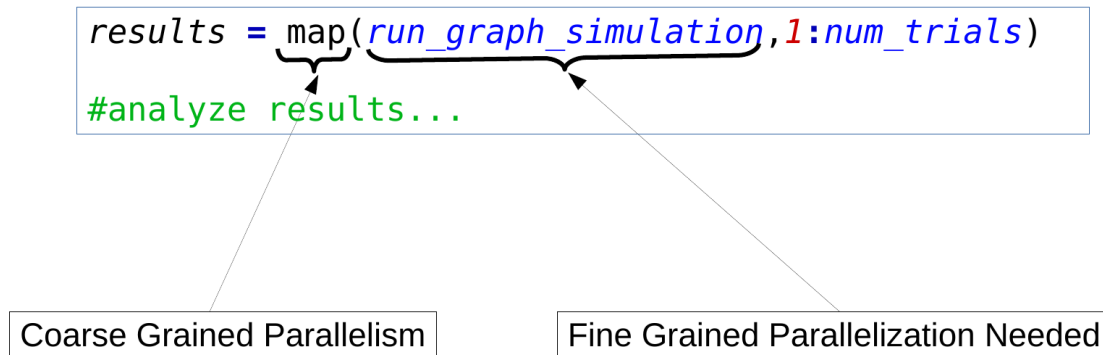 results = map(run_graph_simulation,1:num_trials)
#analyze results...
Coarse Grained Parallelism
Fine Grained Parallelization Needed